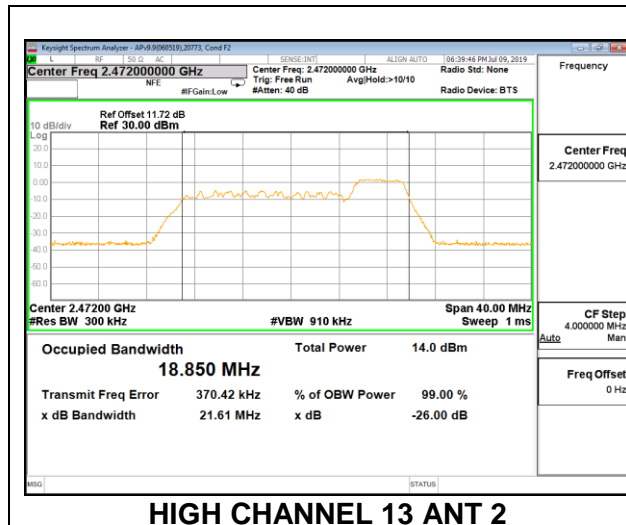 Keysight Spectrum Analyzer - APv9.9(060519),20773, Cond F2
L RF 50 Ω AC SENSE:INT ALIGN AUTO 06:39:46 PM Jul 09, 2019
Center Freq 2.472000000 GHz
NFE
#IFGain:Low
Center Freq: 2.472000000 GHz
Trig: Free Run Avg|Hold:>10/10
#Atten: 40 dB
Radio Std: None
Radio Device: BTS
Frequency
Ref Offset 11.72 dB
10 dB/div Ref 30.00 dBm
Log
20.0
10.0
0.00
-10.0
-20.0
-30.0
-40.0
-50.0
-60.0
Center 2.47200 GHz Span 40.00 MHz
#Res BW 300 kHz #VBW 910 kHz Sweep 1 ms
Center Freq
2.472000000 GHz
CF Step
4.000000 MHz
Auto Man
Freq Offset
0 Hz
Occupied Bandwidth Total Power 14.0 dBm
18.850 MHz
Transmit Freq Error 370.42 kHz % of OBW Power 99.00 %
x dB Bandwidth 21.61 MHz x dB -26.00 dB
MSG STATUS
HIGH CHANNEL 13 ANT 2